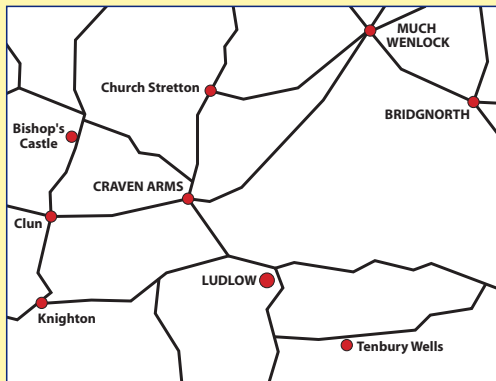 MUCH
WENLOCK
Church Stretton
BRIDGNORTH
Bishop's
Castle
CRAVEN ARMS
Clun
LUDLOW
Knighton
Tenbury Wells